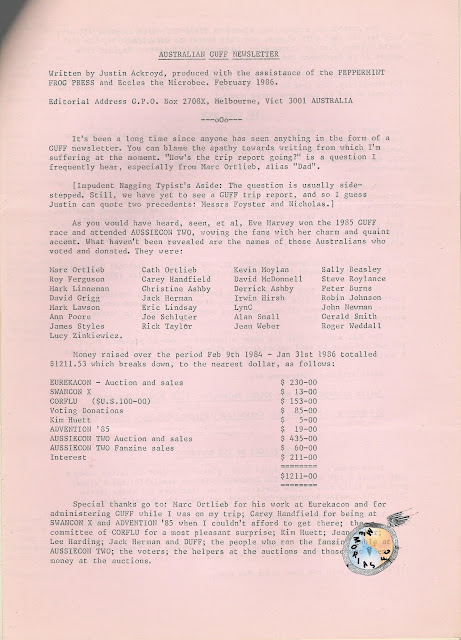 AUSTRALIAN GUFF NEWSLETTER
Written by Justin Ackroyd, produced with the assistance of the PEPPERMINT
FROG PRESS and Eccles the Microbee. February 1986.
Editorial Address G.P.O. Box 2708X, Melbourne, Vict 3001 AUSTRALIA
---oOo---
It's been a long time since anyone has seen anything in the form of a
GUFF newsletter. You can blame the apathy towards writing from which I'm
suffering at the moment. "How's the trip report going?" is a question I
frequently hear, especially from Marc Ortlieb, alias "Dad".
[Impudent Nagging Typist's Aside: The question is usually side-
stepped. Still, we have yet to see a GUFF trip report, and so I guess
Justin can quote two precedents: Messrs Foyster and Nicholas.]
As you would have heard, seen, et al, Eve Harvey won the 1985 GUFF
race and attended AUSSIECON TWO, wowing the fans with her charm and quaint
accent. What haven't been revealed are the names of those Australians who
voted and donated. They were:
Marc Ortlieb Cath Ortlieb Kevin Moylan Sally Beasley
Roy Ferguson Carey Handfield David McDonnell Steve Roylance
Mark Linneman Christine Ashby Derrick Ashby Peter Burns
David Grigg Jack Herman Irwin Hirsh Robin Johnson
Mark Lawson Eric Lindsay LynC John Newman
Ann Poore Joe Schluter Alan Small Gerald Smith
James Styles Rick Taylor Jean Weber Roger Weddall
Lucy Zinkiewicz.
Money raised over the period Feb 9th 1984 - Jan 31st 1986 totalled
$1211.53 which breaks down, to the nearest dollar, as follows:
EUREKACON - Auction and sales $ 230-00
SWANCON X $ 13-00
CORFLU ($U.S.100-00) $ 153-00
Voting Donations $ 85-00
Kim Huett $ 5-00
ADVENTION '85 $ 19-00
AUSSIECON TWO Auction and sales $ 435-00
AUSSIECON TWO Fanzine sales $ 60-00
Interest $ 211-00
========
$1211-00
========
Special thanks go to: Marc Ortlieb for his work at Eurekacon and for
administering GUFF while I was on my trip; Carey Handfield for being at
SWANCON X and ADVENTION '85 when I couldn't afford to get there; the
committee of CORFLU for a most pleasant surprise; Kim Huett; Jean
Lee Harding; Jack Herman and DUFF; the people who ran the fanzine table at
AUSSIECON TWO; the voters; the helpers at the auctions and those
money at the auctions.